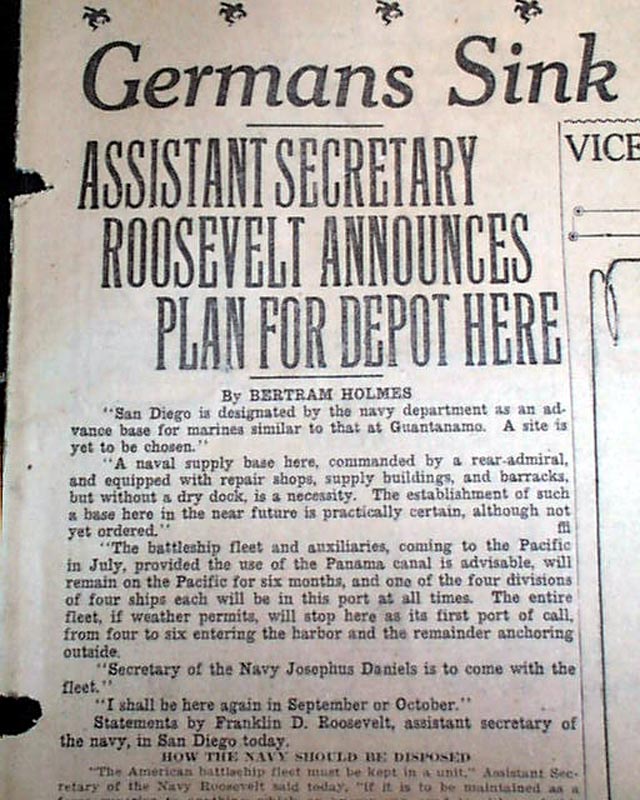 Germans Sink
ASSISTANT SECRETARY
ROOSEVELT ANNOUNCES
PLAN FOR DEPOT HERE
VICE
By BERTRAM HOLMES
"San Diego is designated by the navy department as an ad-
vance base for marines similar to that at Guantanamo. A site is
yet to be chosen."
"A naval supply base here, commanded by a rear-admiral,
and equipped with repair shops, supply buildings, and barracks,
but without a dry dock, is a necessity. The establishment of such
a base here in the near future is practically certain, although not
yet ordered." ffi
"The battleship fleet and auxiliaries, coming to the Pacific
in July, provided the use of the Panama canal is advisable, will
remain on the Pacific for six months, and one of the four divisions
of four ships each will be in this port at all times. The entire
fleet, if weather permits, will stop here as its first port of call,
from four to six entering the harbor and the remainder anchoring
outside.
"Secretary of the Navy Josephus Daniels is to come with the
fleet."
"I shall be here again in September or October."
Statements by Franklin D. Roosevelt, assistant secretary of
the navy, in San Diego today.
HOW THE NAVY SHOULD BE DISPOSED
"The American battleship fleet must be kept in a unit," Assistant Sec-
retary of the Navy Roosevelt said today, "if it is to be maintained as a